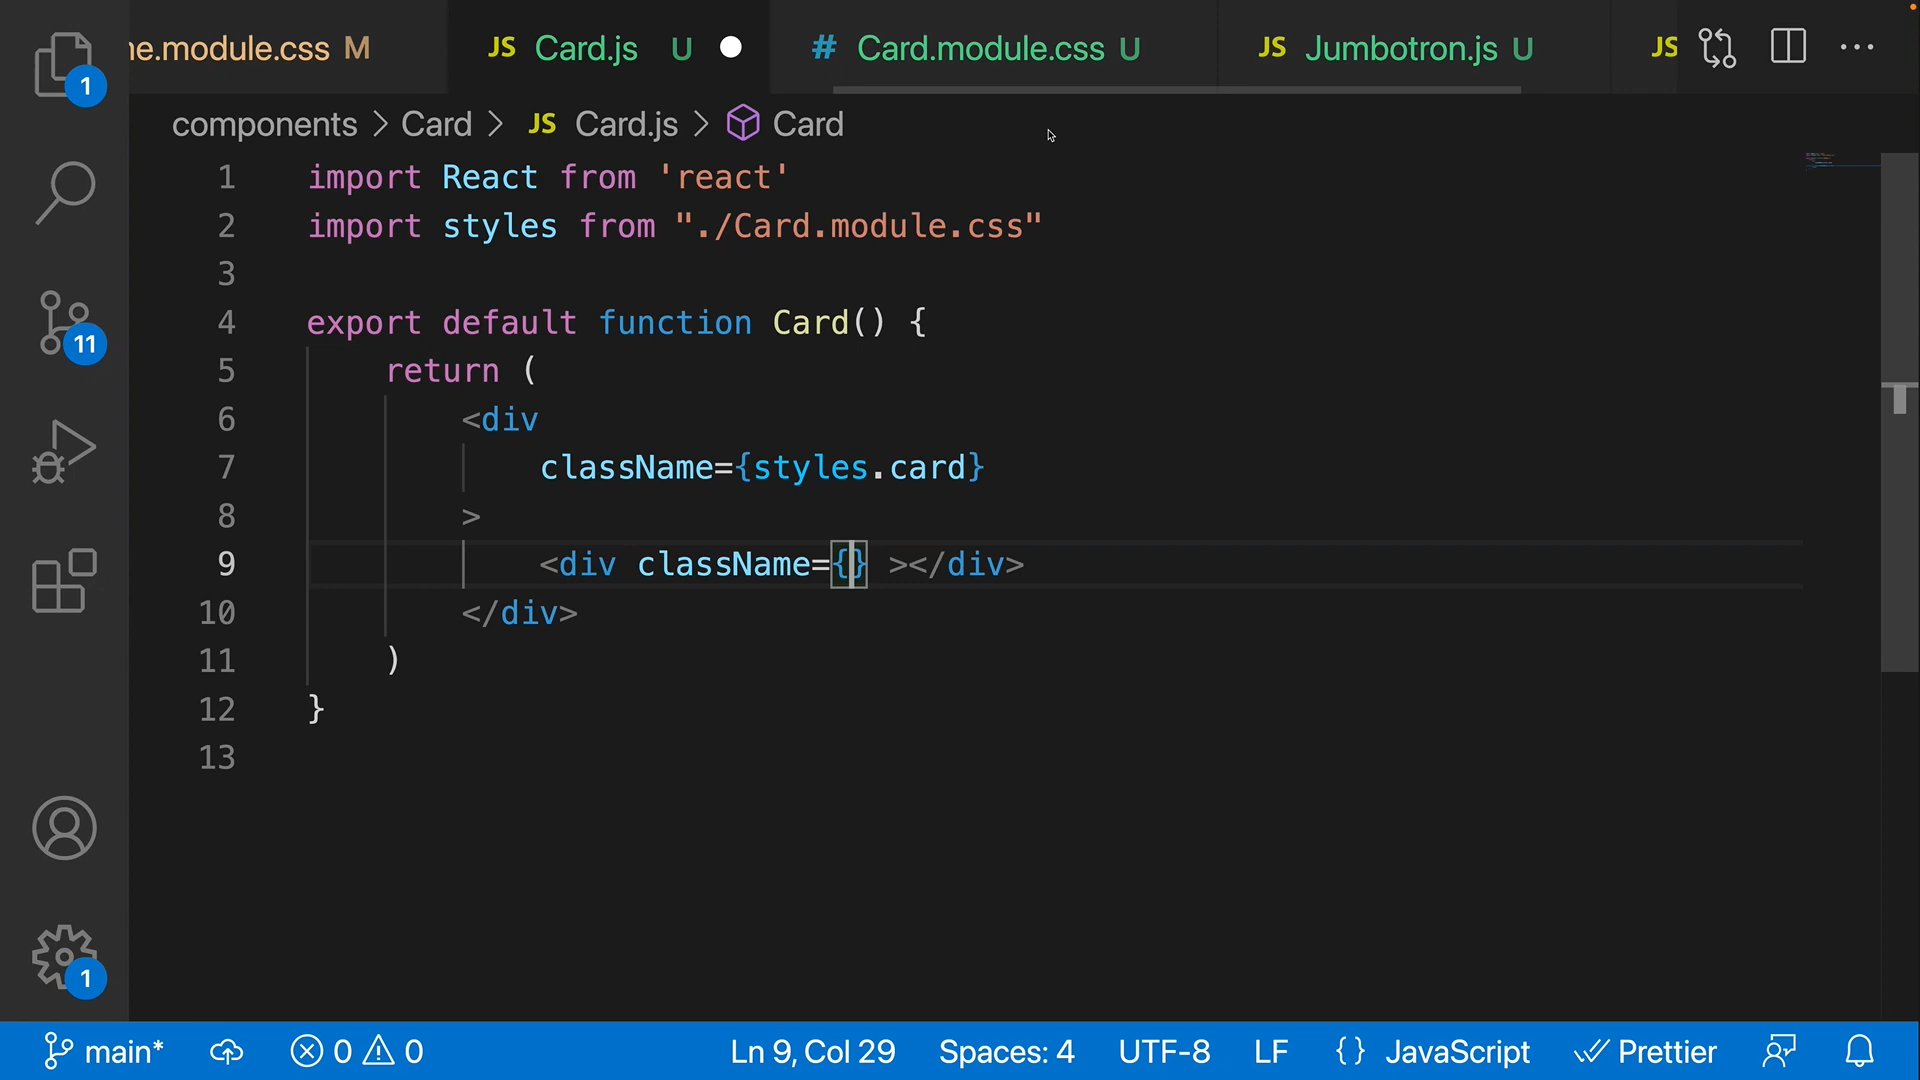 ne.module.css M
JS Card.js U
# Card.module.css U
JS Jumbotron.js U
JS
components > Card > JS Card.js > Card
1 import React from 'react'
2 import styles from "./Card.module.css"
3
4 export default function Card() {
5 return (
6 <div
7 className={styles.card}
8 >
9 <div className={} ></div>
10 </div>
11 )
12 }
13
1
11
1
main*
0 0
Ln 9, Col 29
Spaces: 4
UTF-8
LF
{} JavaScript
Prettier